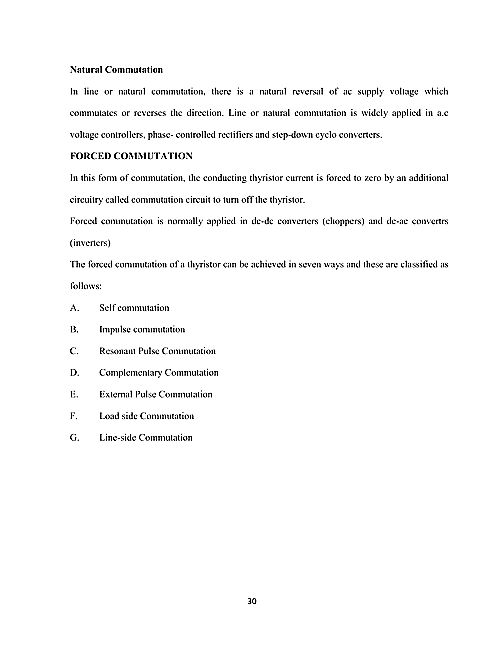 Natural Commutation
In line or natural commutation, there is a natural reversal of ac supply voltage which
commutates or reverses the direction. Line or natural commutation is widely applied in a.c
voltage controllers, phase- controlled rectifiers and step-down cyclo converters.
FORCED COMMUTATION
In this form of commutation, the conducting thyristor current is forced to zero by an additional
circuitry called commutation circuit to turn off the thyristor.
Forced commutation is normally applied in dc-dc converters (choppers) and dc-ac convertrs
(inverters)
The forced commutation of a thyristor can be achieved in seven ways and these are classified as
follows:
A. Self commutation
B. Impulse commutation
C. Resonant Pulse Commutation
D. Complementary Commutation
E. External Pulse Commutation
F. Load side Commutation
G. Line-side Commutation
30